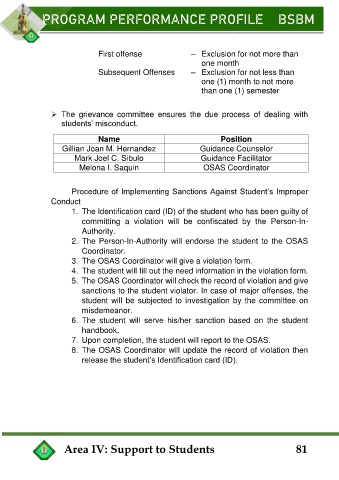 PROGRAM PERFORMANCE PROFILE BSBM
First offense – Exclusion for not more than
one month
Subsequent Offenses – Exclusion for not less than
one (1) month to not more
than one (1) semester
➢ The grievance committee ensures the due process of dealing with
students' misconduct.
Name Position
Gillian Joan M. Hernandez Guidance Counselor
Mark Joel C. Sibulo Guidance Facilitator
Melona I. Saquin OSAS Coordinator
Procedure of Implementing Sanctions Against Student's Improper
Conduct
1. The Identification card (ID) of the student who has been guilty of
committing a violation will be confiscated by the Person-In-
Authority.
2. The Person-In-Authority will endorse the student to the OSAS
Coordinator.
3. The OSAS Coordinator will give a violation form.
4. The student will fill out the need information in the violation form.
5. The OSAS Coordinator will check the record of violation and give
sanctions to the student violator. In case of major offenses, the
student will be subjected to investigation by the committee on
misdemeanor.
6. The student will serve his/her sanction based on the student
handbook.
7. Upon completion, the student will report to the OSAS.
8. The OSAS Coordinator will update the record of violation then
release the student's Identification card (ID).
Area IV: Support to Students 81